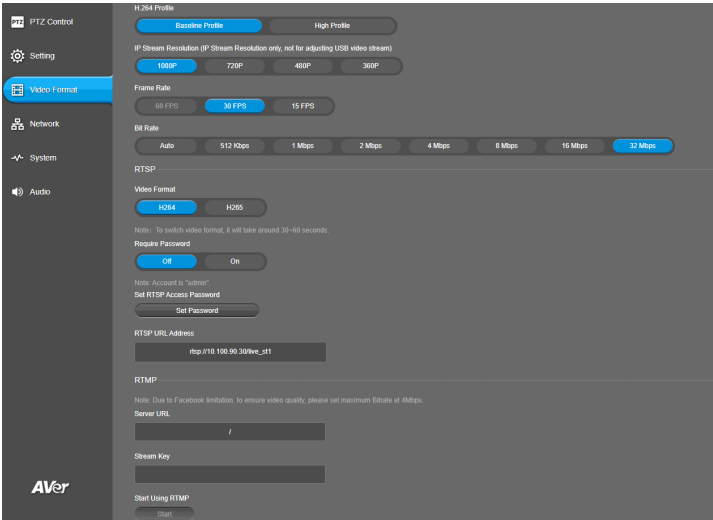 PTZ PTZ Control
Setting
Video Format
Network
System
Audio
AVer
H.264 Profile
Baseline Profile High Profile
IP Stream Resolution (IP Stream Resolution only, not for adjusting USB video stream)
1080P 720P 480P 360P
Frame Rate
60 FPS 30 FPS 15 FPS
Bit Rate
Auto 512 Kbps 1 Mbps 2 Mbps 4 Mbps 8 Mbps 16 Mbps 32 Mbps
RTSP
Video Format
H264 H265
Note: To switch video format, it will take around 30~60 seconds.
Require Password
Off On
Note: Account is "admin".
Set RTSP Access Password
Set Password
RTSP URL Address
rtsp://10.100.90.30/live_st1
RTMP
Note: Due to Facebook limitation: to ensure video quality, please set maximum Bitrate at 4Mbps.
Server URL
/
Stream Key
Start Using RTMP
Start